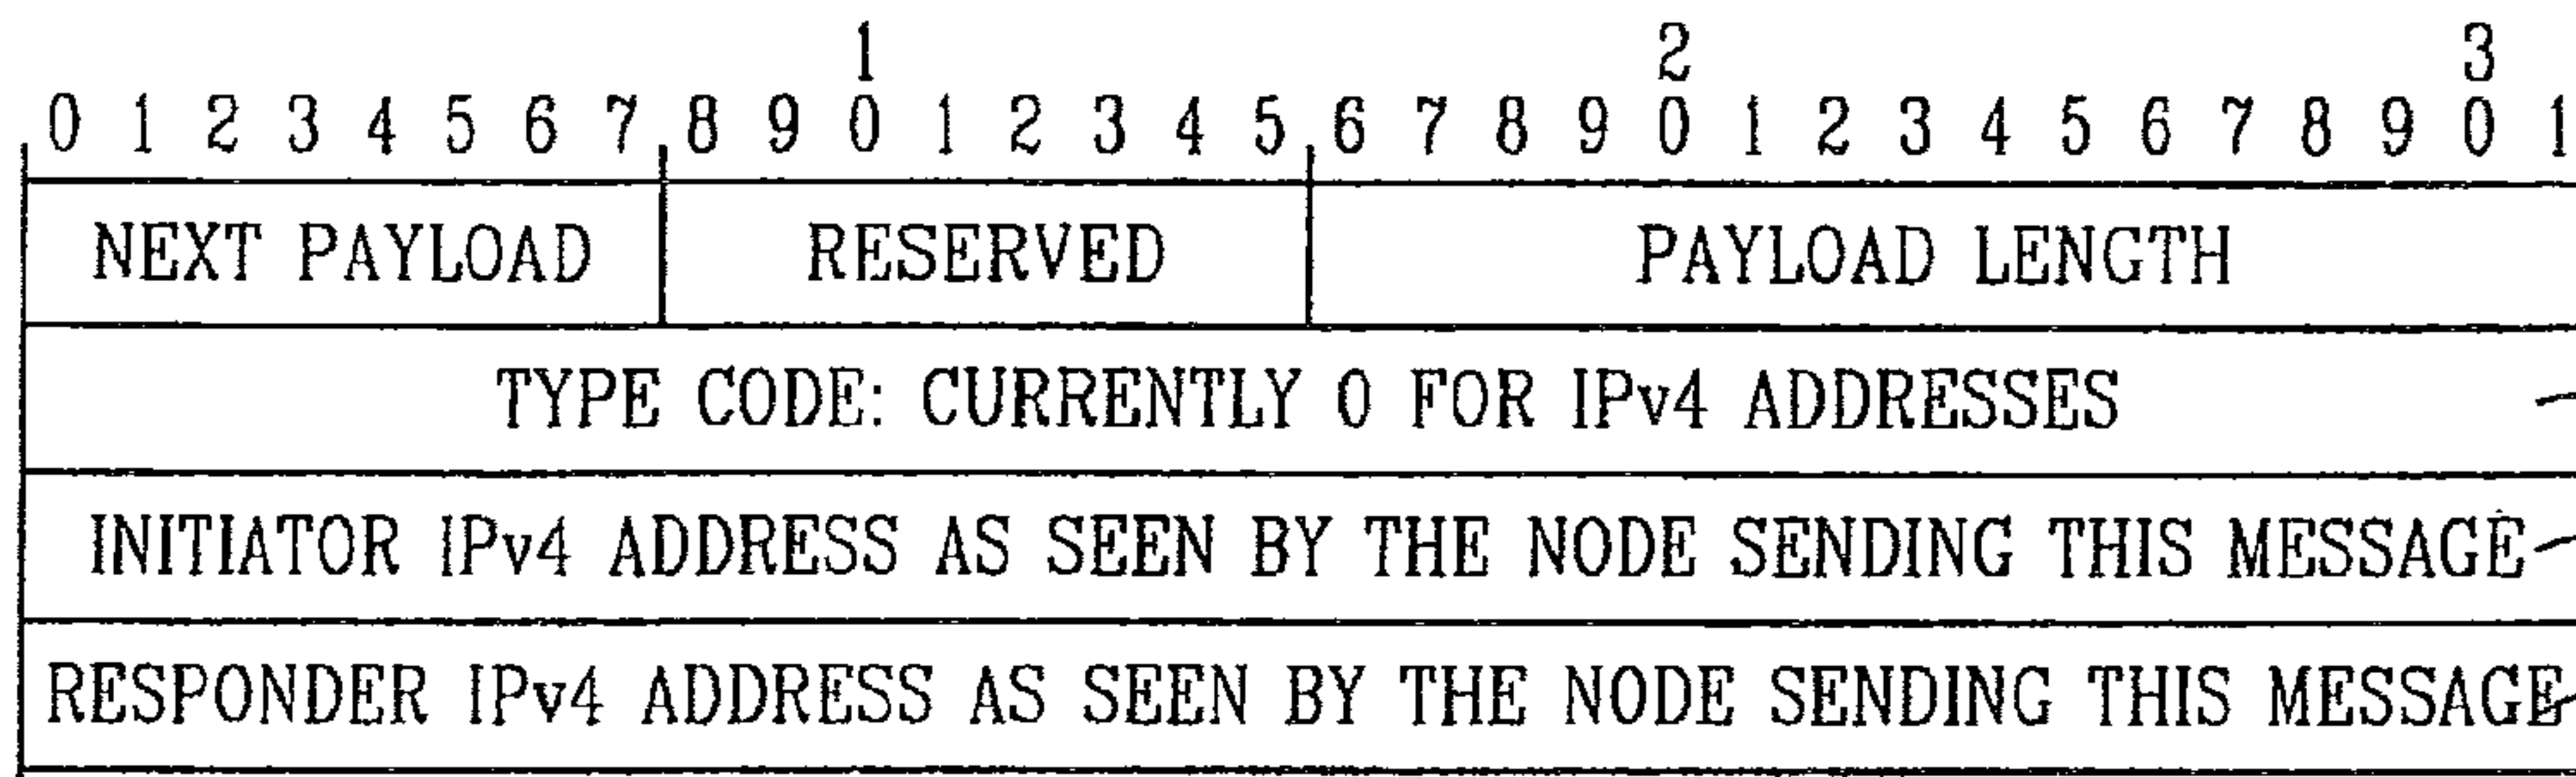 1 2 3
0 1 2 3 4 5 6 7 8 9 0 1 2 3 4 5 6 7 8 9 0 1 2 3 4 5 6 7 8 9 0 1
NEXT PAYLOAD RESERVED PAYLOAD LENGTH
TYPE CODE: CURRENTLY 0 FOR IPv4 ADDRESSES
INITIATOR IPv4 ADDRESS AS SEEN BY THE NODE SENDING THIS MESSAGE
RESPONDER IPv4 ADDRESS AS SEEN BY THE NODE SENDING THIS MESSAGE